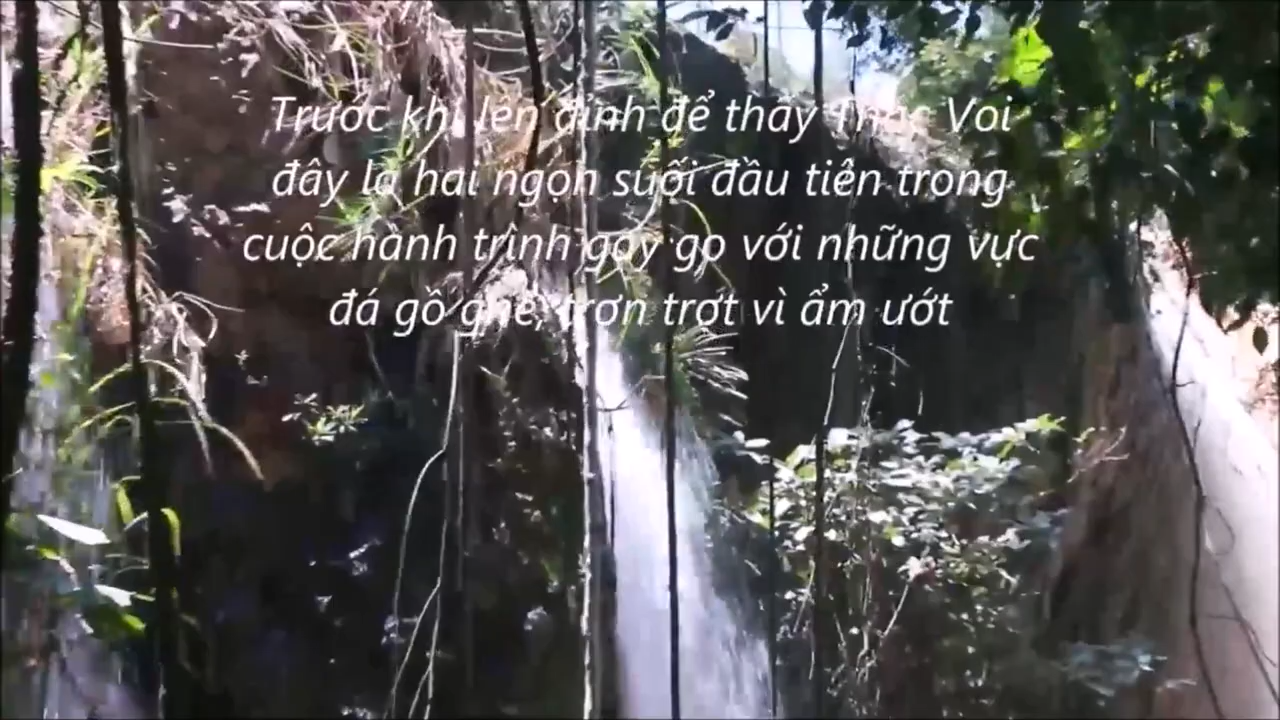 Trước khi lên đỉnh để thấy Thác Voi
đây là hai ngọn suối đầu tiên trong
cuộc hành trình gay go với những vực
đá gồ ghề, trơn trợt vì ẩm ướt